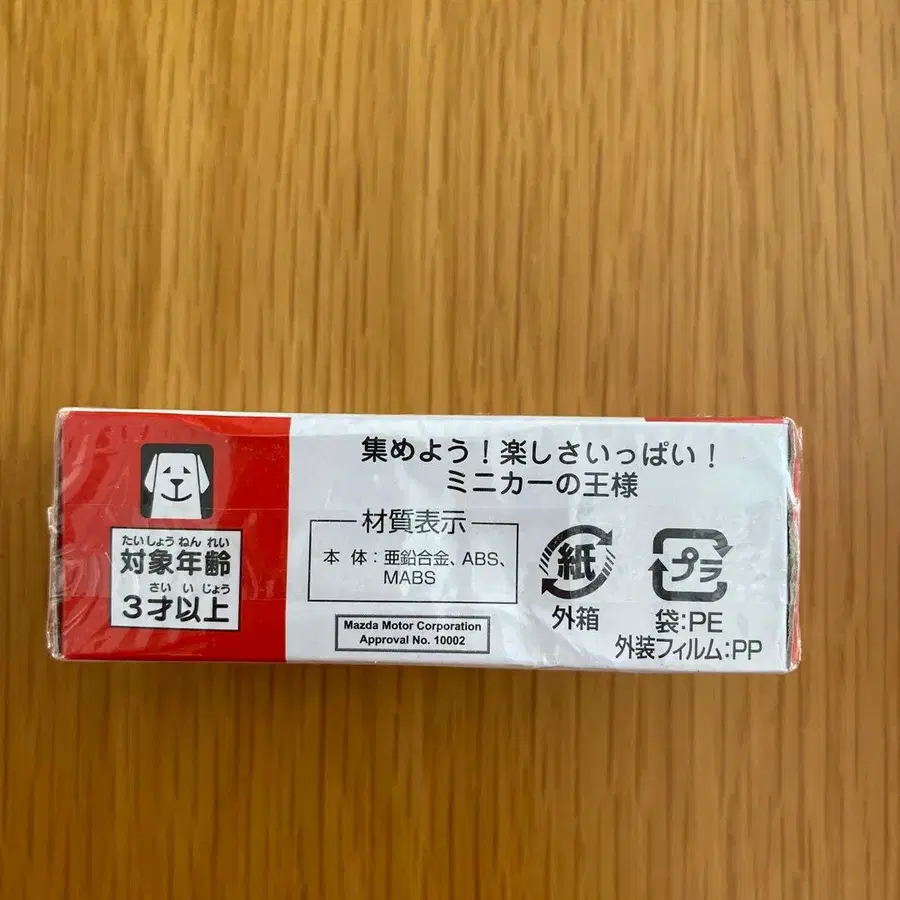 たいしょうねんれい
対象年齢
さいいじょう
3才以上
集めよう!楽しさいっぱい!
ミニカーの王様
材質表示
本体:亜鉛合金、ABS、
MABS
Mazda Motor Corporation
Approval No. 10002
紙
外箱
プラ
袋:PE
外装フィルム:PP